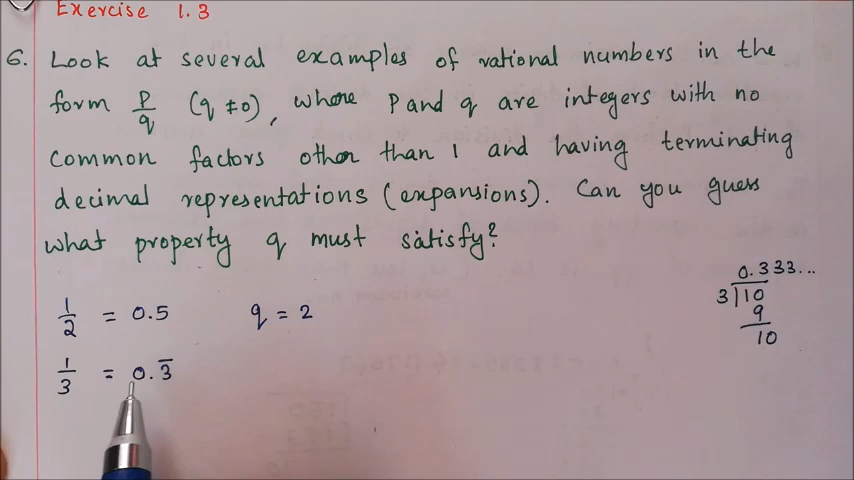 Exercise 1.3
6. Look at several examples of rational numbers in the
form p/q (q ≠ 0), where p and q are integers with no
common factors other than 1 and having terminating
decimal representations (expansions). Can you guess
what property q must satisfy?
1/2 = 0.5 q = 2
1/3 = 0.3̅
0.333...
3)10
9
10